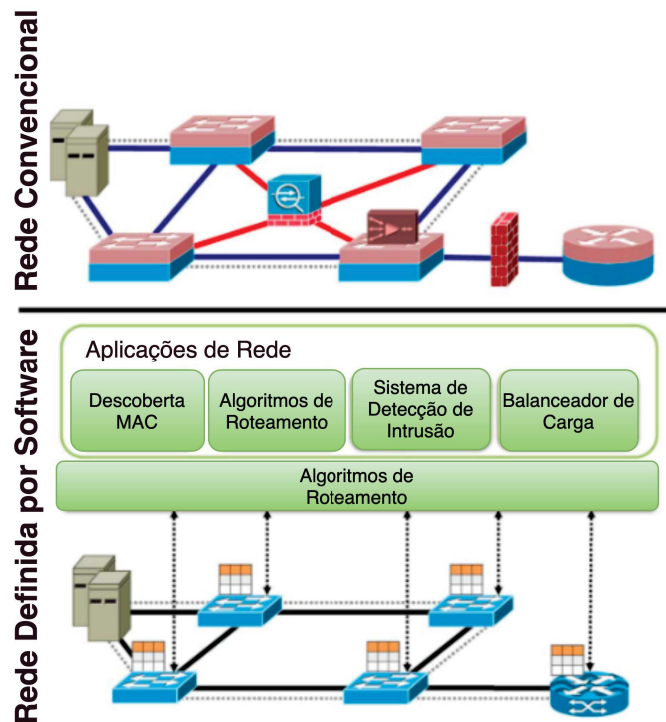 Rede Convencional
Rede Definida por Software
Aplicações de Rede
Descoberta
MAC
Algoritmos de
Roteamento
Sistema de
Detecção de
Intrusão
Balanceador de
Carga
Algoritmos de
Roteamento